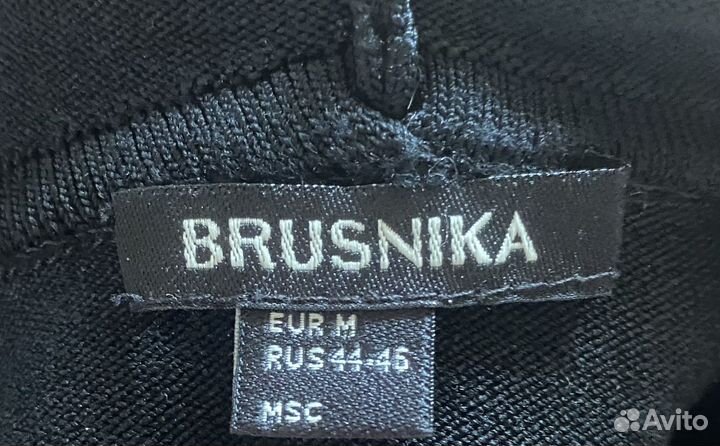 BRUSNIKA
EUR M
RUS 44-46
MSC
Avito